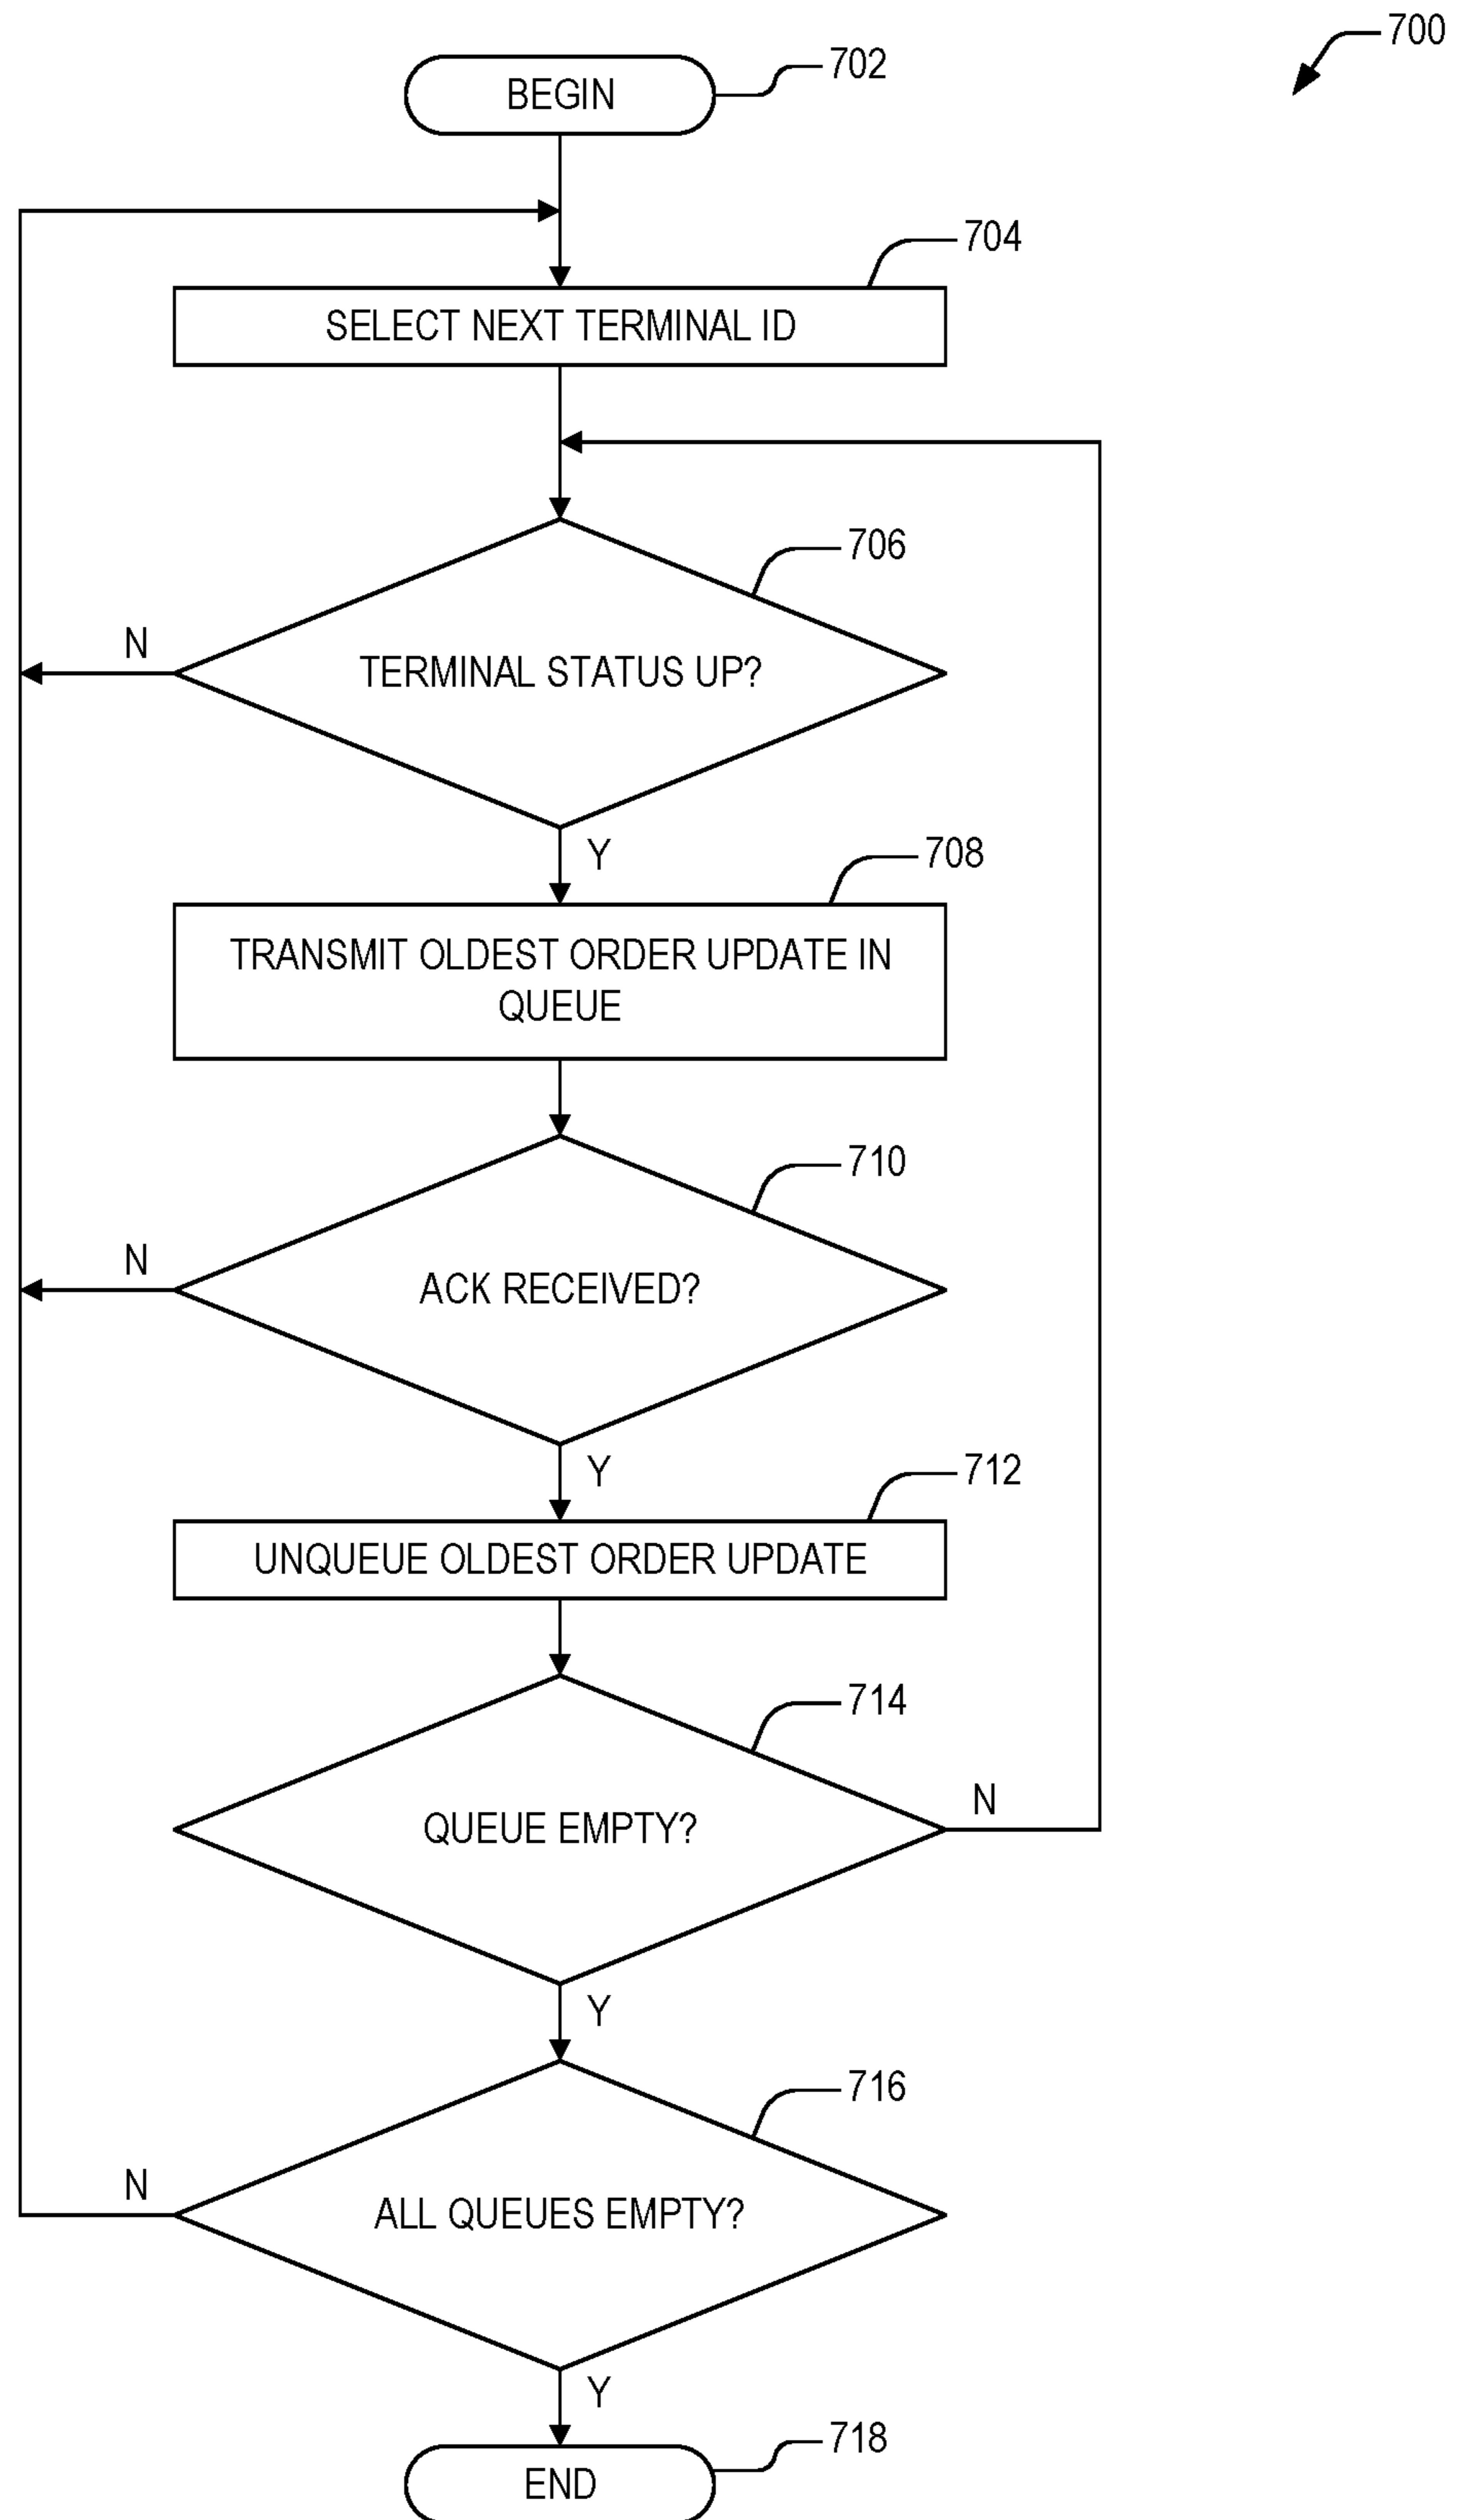 700
702
BEGIN
704
SELECT NEXT TERMINAL ID
706
N
TERMINAL STATUS UP?
Y
708
TRANSMIT OLDEST ORDER UPDATE IN
QUEUE
710
N
ACK RECEIVED?
Y
712
UNQUEUE OLDEST ORDER UPDATE
714
N
QUEUE EMPTY?
Y
716
N
ALL QUEUES EMPTY?
Y
718
END